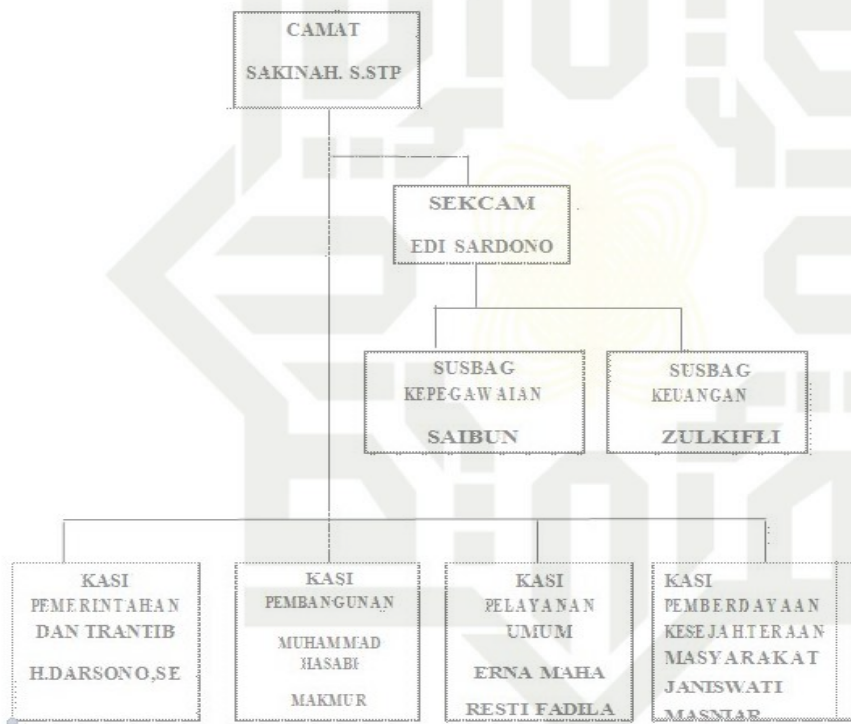 CAMAT
SAKINAH. S.STP
SEKCAM
EDI SARDONO
SUSBAG
KEPEGAWAIAN
SAIBUN
SUSBAG
KEUANGAN
ZULKIFLI
KASI
PEMERINTAHAN
DAN TRANTIB
H.DARSONO,SE
KASI
PEMBANGUNAN
MUHAMMAD
HASABI
MAKMUR
KASI
PELAYANAN
UMUM
ERNA MAHA
RESTI FADILA
KASI
PEMBERDAYAAN
KESEJAHTERAAN
MASYARAKAT
JANISWATI
MASNIAR